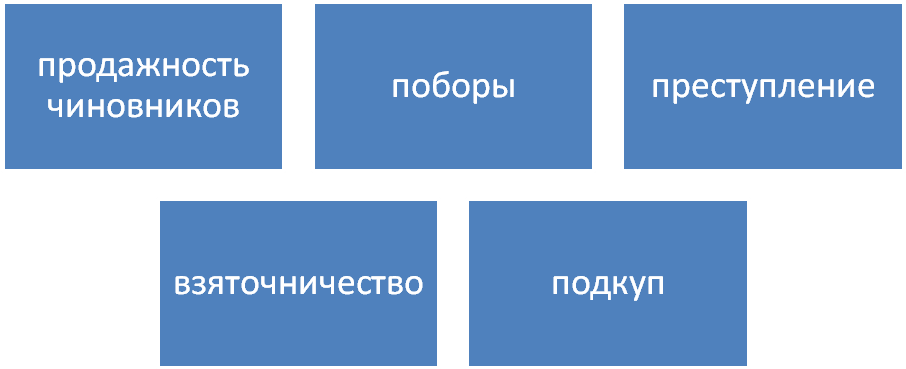 продажность
чиновников
поборы
преступление
взяточничество
подкуп